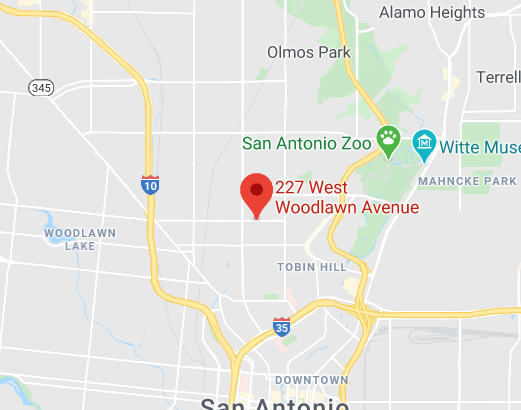 Alamo Heights
Olmos Park
Terrell
345
San Antonio Zoo
Witte Muse
MAHNCKE PARK
10
227 West
Woodlawn Avenue
WOODLAWN
LAKE
TOBIN HILL
35
DOWNTOWN
San Antonio